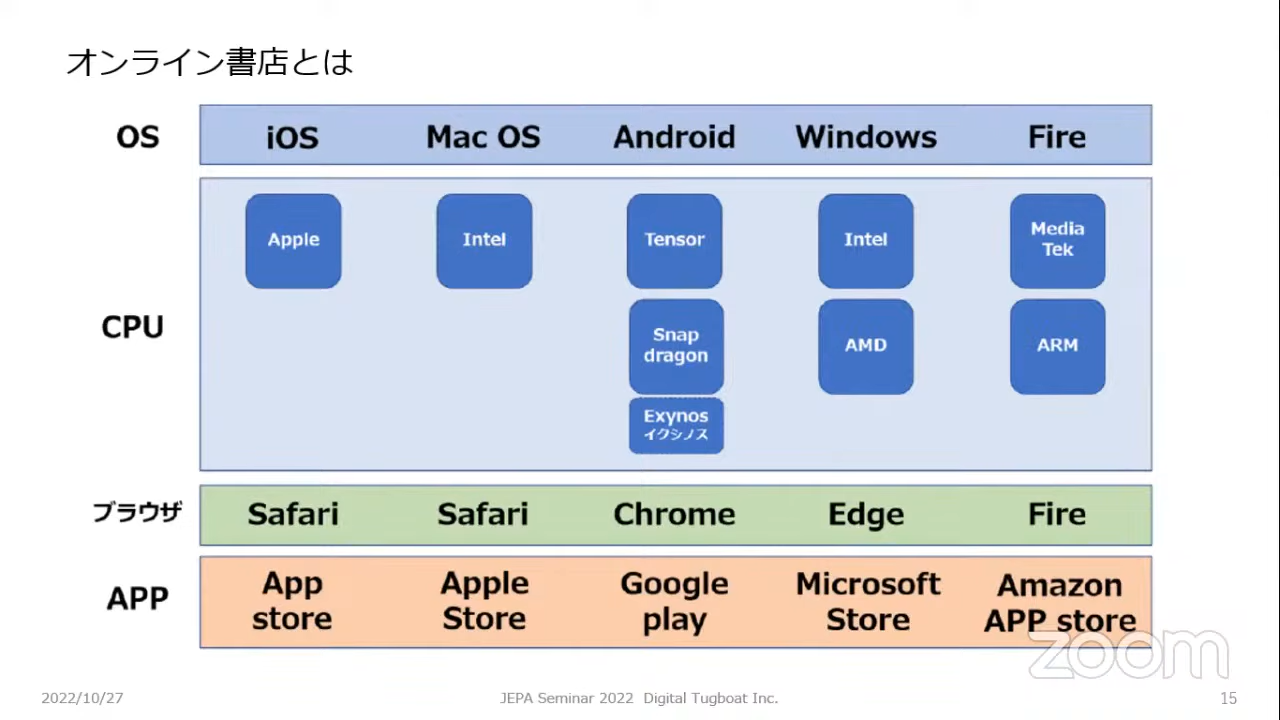 オンライン書店とは
OS
iOS
Mac OS
Android
Windows
Fire
CPU
Apple
Intel
Tensor
Intel
Media
Tek
Snap
dragon
AMD
ARM
Exynos
イクシノス
ブラウザ
Safari
Safari
Chrome
Edge
Fire
APP
App
store
Apple
Store
Google
play
Microsoft
Store
Amazon
APP store
zoom
2022/10/27
JEPA Seminar 2022 Digital Tugboat Inc.
15